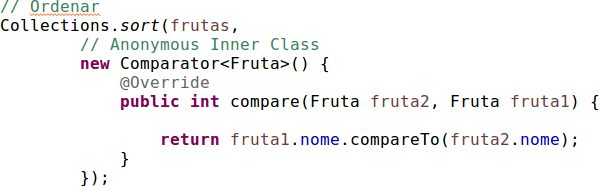 // Ordenar
Collections.sort(frutas,
        // Anonymous Inner Class
        new Comparator<Fruta>() {
            @Override
            public int compare(Fruta fruta2, Fruta fruta1) {

                return fruta1.nome.compareTo(fruta2.nome);
            }
        });